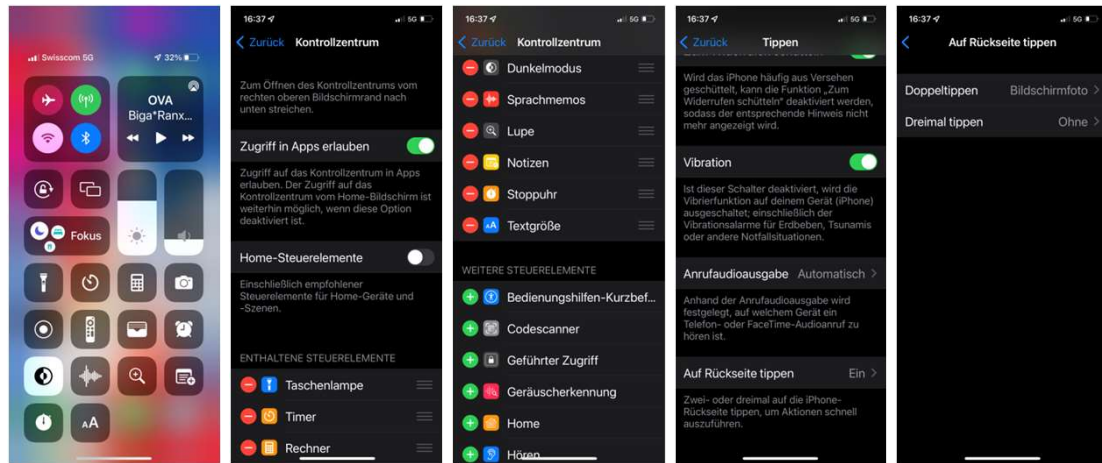 Swisscom 5G
32%
OVA
Biga*Ranx...
Fokus
AA
16:37
5G
Zurück
Kontrollzentrum
Zum Öffnen des Kontrollzentrums vom
rechten oberen Bildschirmrand nach
unten streichen.
Zugriff in Apps erlauben
Zugriff auf das Kontrollzentrum in Apps
erlauben. Der Zugriff auf das
Kontrollzentrum vom Home-Bildschirm ist
weiterhin möglich, wenn diese Option
deaktiviert ist.
Home-Steuerelemente
Einschließlich empfohlener
Steuerelemente für Home-Geräte und
-Szenen.
ENTHALTENE STEUERELEMENTE
Taschenlampe
Timer
Rechner
16:37
5G
Zurück
Kontrollzentrum
Dunkelmodus
Sprachmemos
Lupe
Notizen
Stoppuhr
AA Textgröße
WEITERE STEUERELEMENTE
Bedienungshilfen-Kurzbef...
Codescanner
Geführter Zugriff
Geräuscherkennung
Home
Hören
16:37
5G
Zurück
Tippen
Wird das iPhone häufig aus Versehen
geschüttelt, kann die Funktion „Zum
Widerrufen schütteln“ deaktiviert werden,
sodass der entsprechende Hinweis nicht
mehr angezeigt wird.
Vibration
Ist dieser Schalter deaktiviert, wird die
Vibrierfunktion auf deinem Gerät (iPhone)
ausgeschaltet; einschließlich der
Vibrationsalarme für Erdbeben, Tsunamis
oder andere Notfallsituationen.
Anrufaudioausgabe Automatisch
Anhand der Anrufaudioausgabe wird
festgelegt, auf welchem Gerät ein
Telefon- oder FaceTime-Audioanruf zu
hören ist.
Auf Rückseite tippen Ein
Zwei- oder dreimal auf die iPhone-
Rückseite tippen, um Aktionen schnell
auszuführen.
16:37
5G
Auf Rückseite tippen
Doppeltippen Bildschirmfoto
Dreimal tippen Ohne